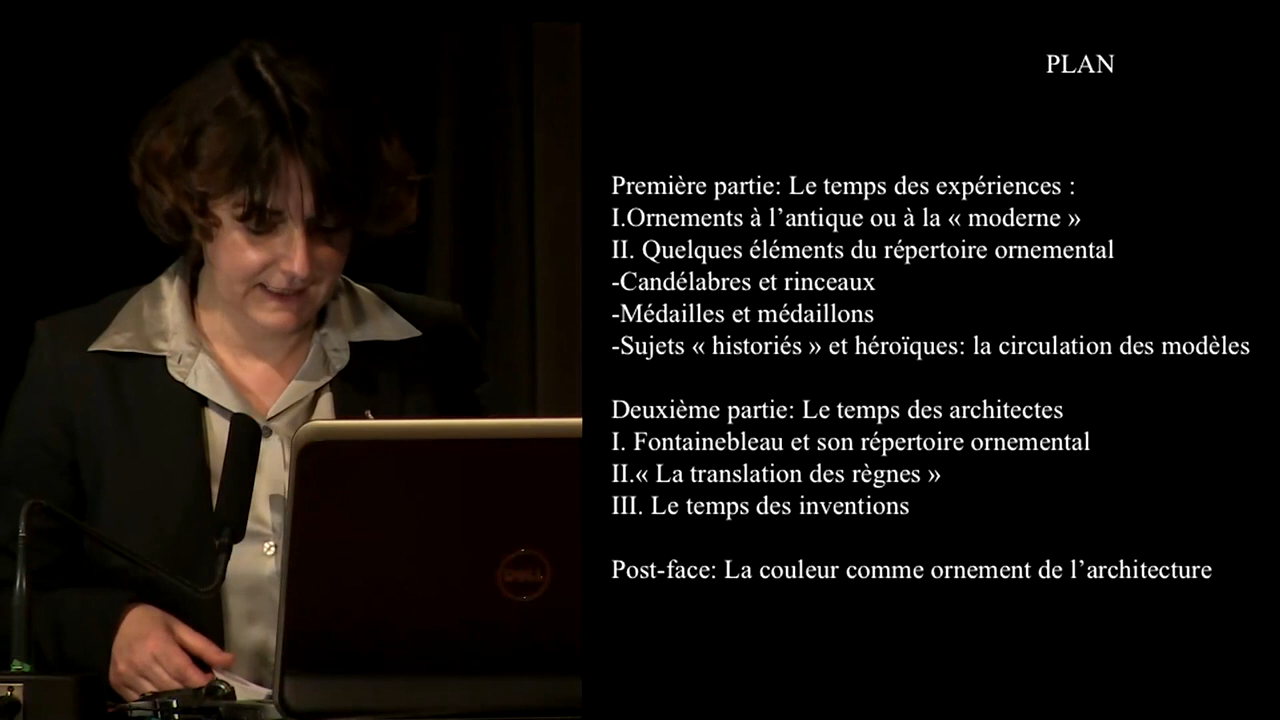 PLAN
Première partie: Le temps des expériences :
I.Ornements à l’antique ou à la « moderne »
II. Quelques éléments du répertoire ornemental
-Candélabres et rinceaux
-Médailles et médaillons
-Sujets « historiés » et héroïques: la circulation des modèles
Deuxième partie: Le temps des architectes
I. Fontainebleau et son répertoire ornemental
II.« La translation des règnes »
III. Le temps des inventions
Post-face: La couleur comme ornement de l’architecture
DELL